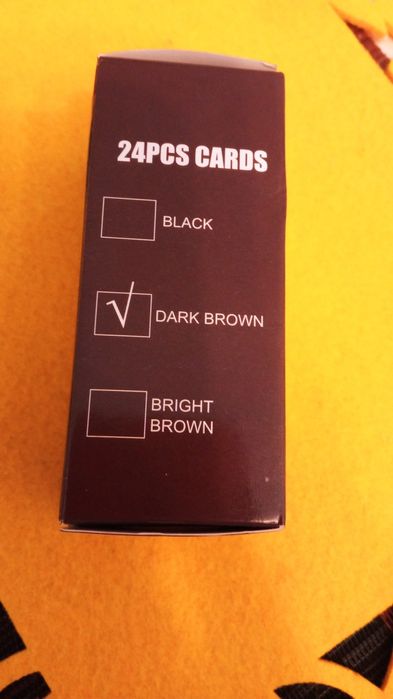 24PCS CARDS
BLACK
√ DARK BROWN
BRIGHT
BROWN